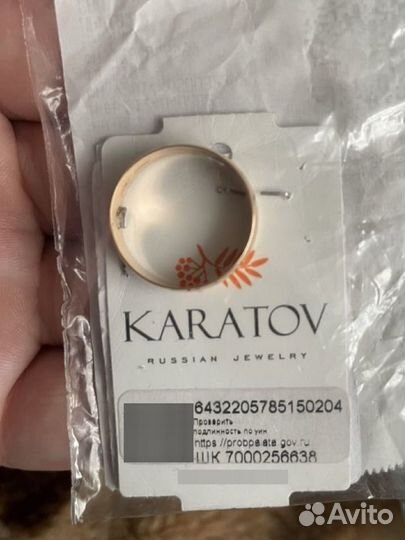 KARATOV
RUSSIAN JEWELRY
6432205785150204
Проверить
подлинность по уин
https://probpalata.gov.ru
ШК 7000256638
Avito